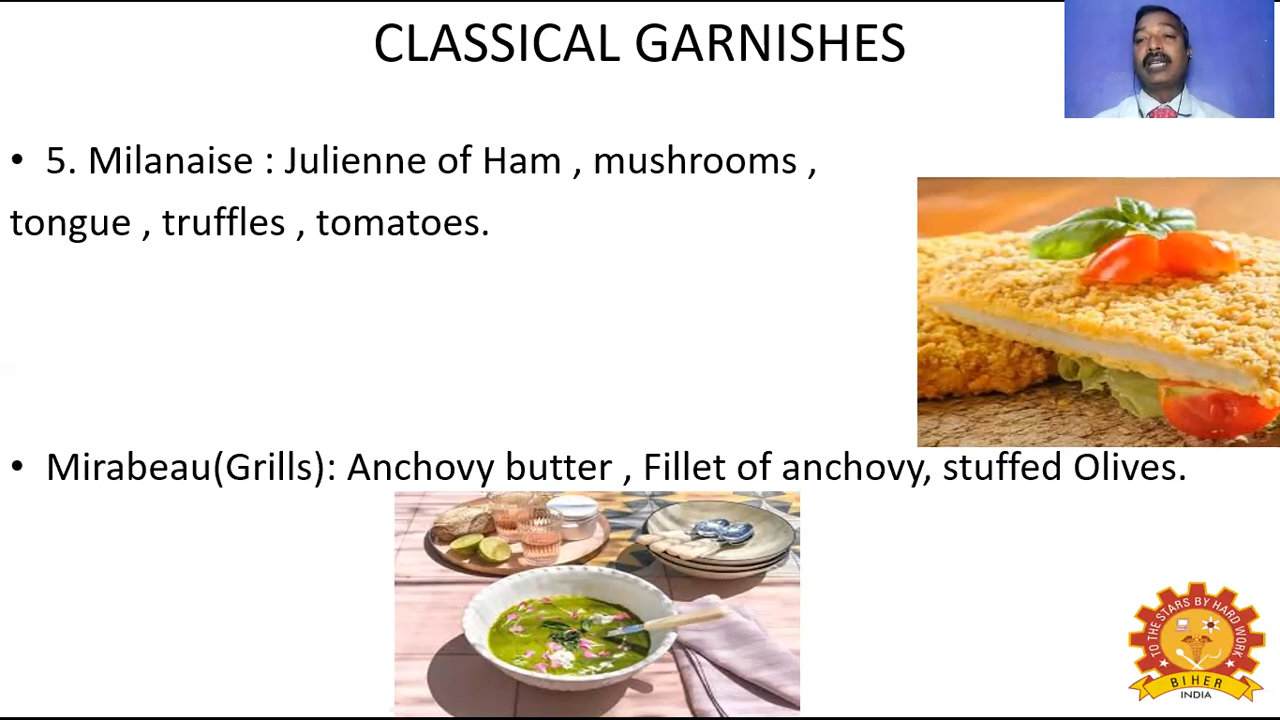 CLASSICAL GARNISHES
• 5. Milanaise : Julienne of Ham , mushrooms ,
tongue , truffles , tomatoes.
• Mirabeau(Grills): Anchovy butter , Fillet of anchovy, stuffed Olives.
TO THE STARS BY HARD WORK
BIHER
INDIA